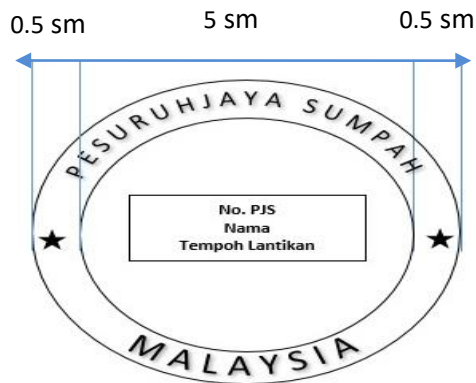 0.5 sm 5 sm 0.5 sm
PESURUHJAYA SUMPAH
No. PJS
Nama
Tempoh Lantikan
MALAYSIA